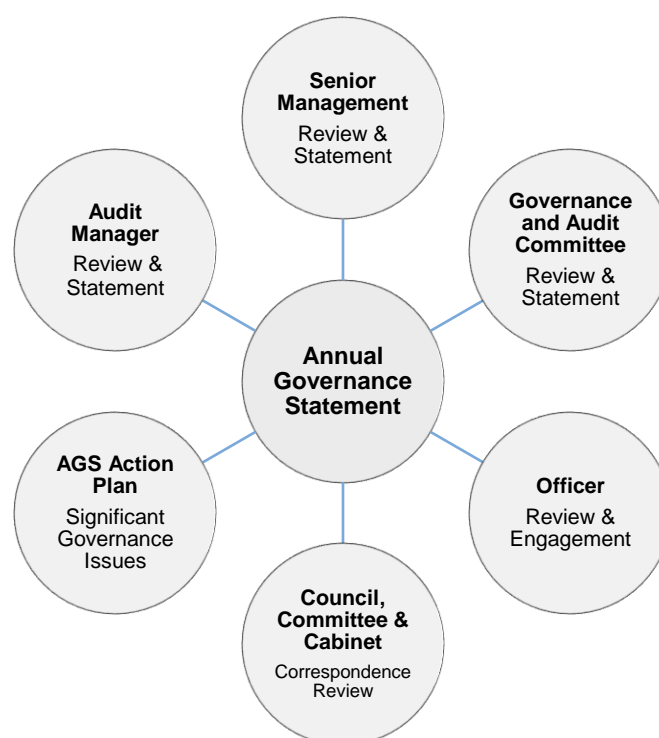 Senior
Management
Review &
Statement
Governance
and Audit
Committee
Review &
Statement
Officer
Review &
Engagement
Council,
Committee &
Cabinet
Correspondence
Review
AGS Action
Plan
Significant
Governance
Issues
Audit
Manager
Review &
Statement
Annual
Governance
Statement